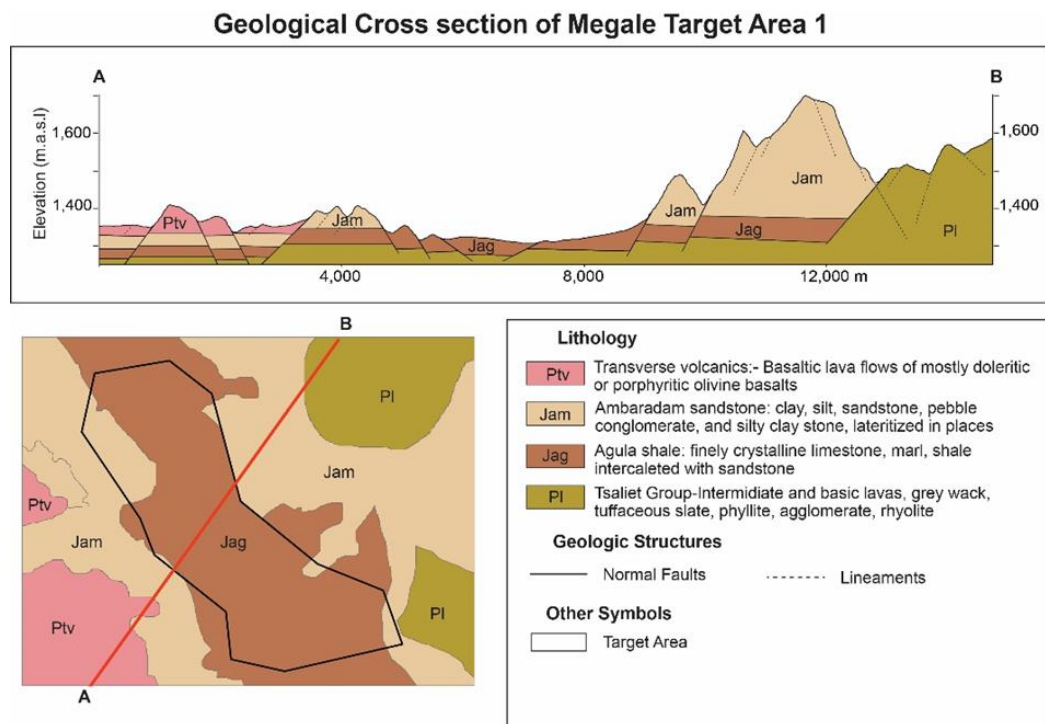 Geological Cross section of Megale Target Area 1
A
B
Elevation (m.a.s.l)
1,600
1,400
1,600
1,400
Ptv
Jam
Jag
Jam
Jam
Jag
Pl
4,000
8,000
12,000 m
B
Pl
Jam
Ptv
Jam
Jag
Ptv
Pl
A
Lithology
Ptv
Transverse volcanics:- Basaltic lava flows of mostly doleritic
or porphyritic olivine basalts
Jam
Ambaradam sandstone: clay, silt, sandstone, pebble
conglomerate, and silty clay stone, lateritized in places
Jag
Agula shale: finely crystalline limestone, marl, shale
intercaleted with sandstone
Pl
Tsaliet Group-Intermidiate and basic lavas, grey wack,
tuffaceous slate, phyllite, agglomerate, rhyolite
Geologic Structures
Normal Faults
Lineaments
Other Symbols
Target Area